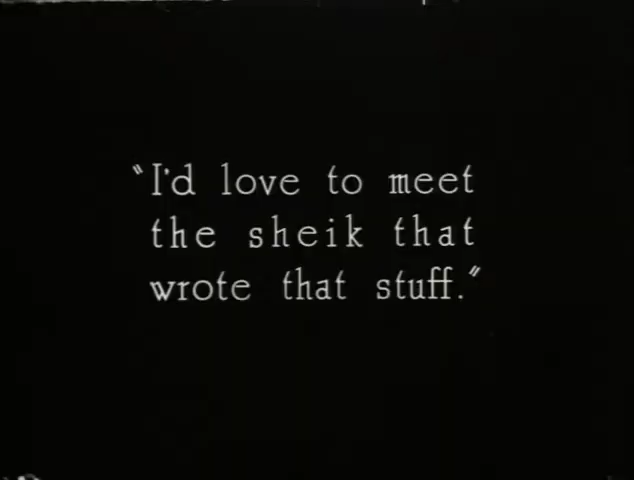 "I'd love to meet
the sheik that
wrote that stuff."